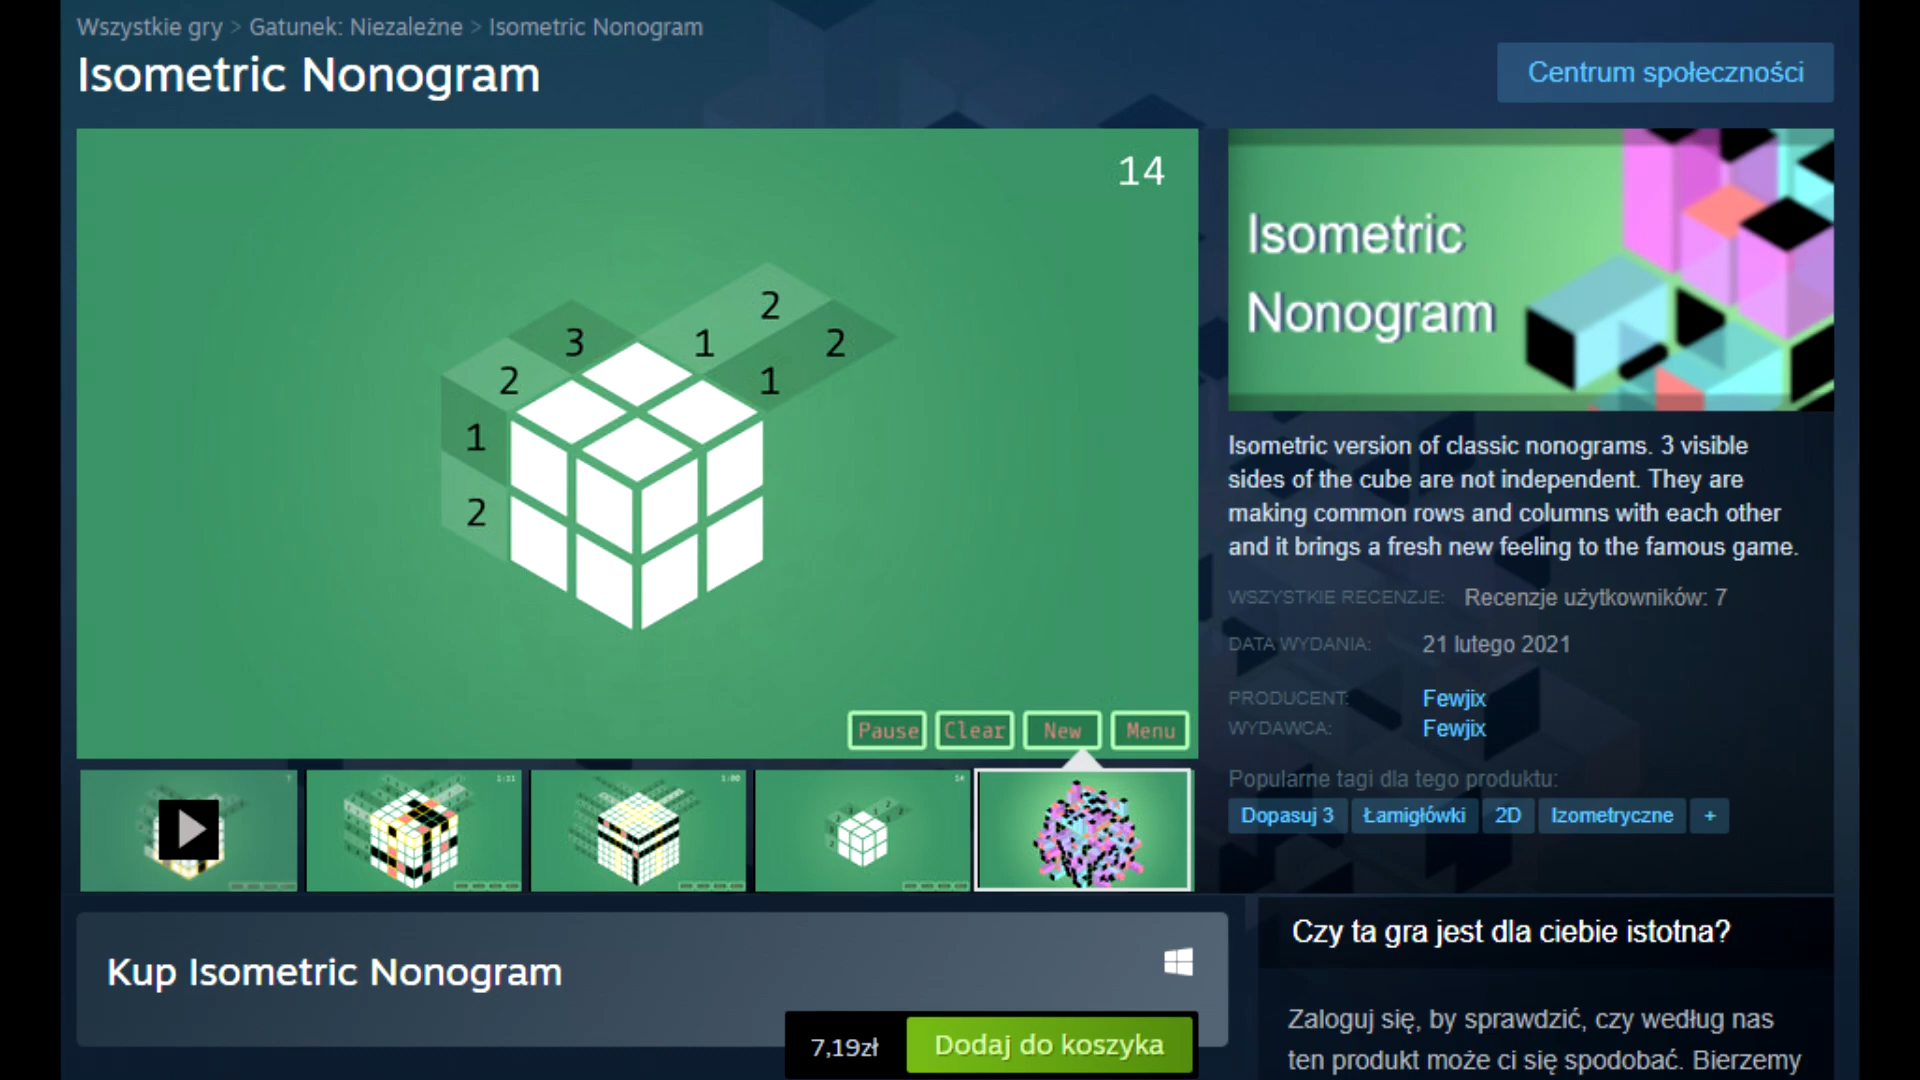 Wszystkie gry > Gatunek: Niezależne > Isometric Nonogram
Isometric Nonogram
Centrum społeczności
14
2
3
1
2
2
1
1
2
Pause
Clear
New
Menu
Isometric
Nonogram
Isometric version of classic nonograms. 3 visible
sides of the cube are not independent. They are
making common rows and columns with each other
and it brings a fresh new feeling to the famous game.
WSZYSTKIE RECENZJE: Recenzje użytkowników: 7
DATA WYDANIA: 21 lutego 2021
PRODUCENT: Fewjix
WYDAWCA: Fewjix
Popularne tagi dla tego produktu:
Dopasuj 3
Łamigłówki
2D
Izometryczne
+
1:11
1:00
14
Kup Isometric Nonogram
7,19zł
Dodaj do koszyka
Czy ta gra jest dla ciebie istotna?
Zaloguj się, by sprawdzić, czy według nas
ten produkt może ci się spodobać. Bierzemy